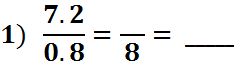 1) 7.2/0.8 = /8 = ____